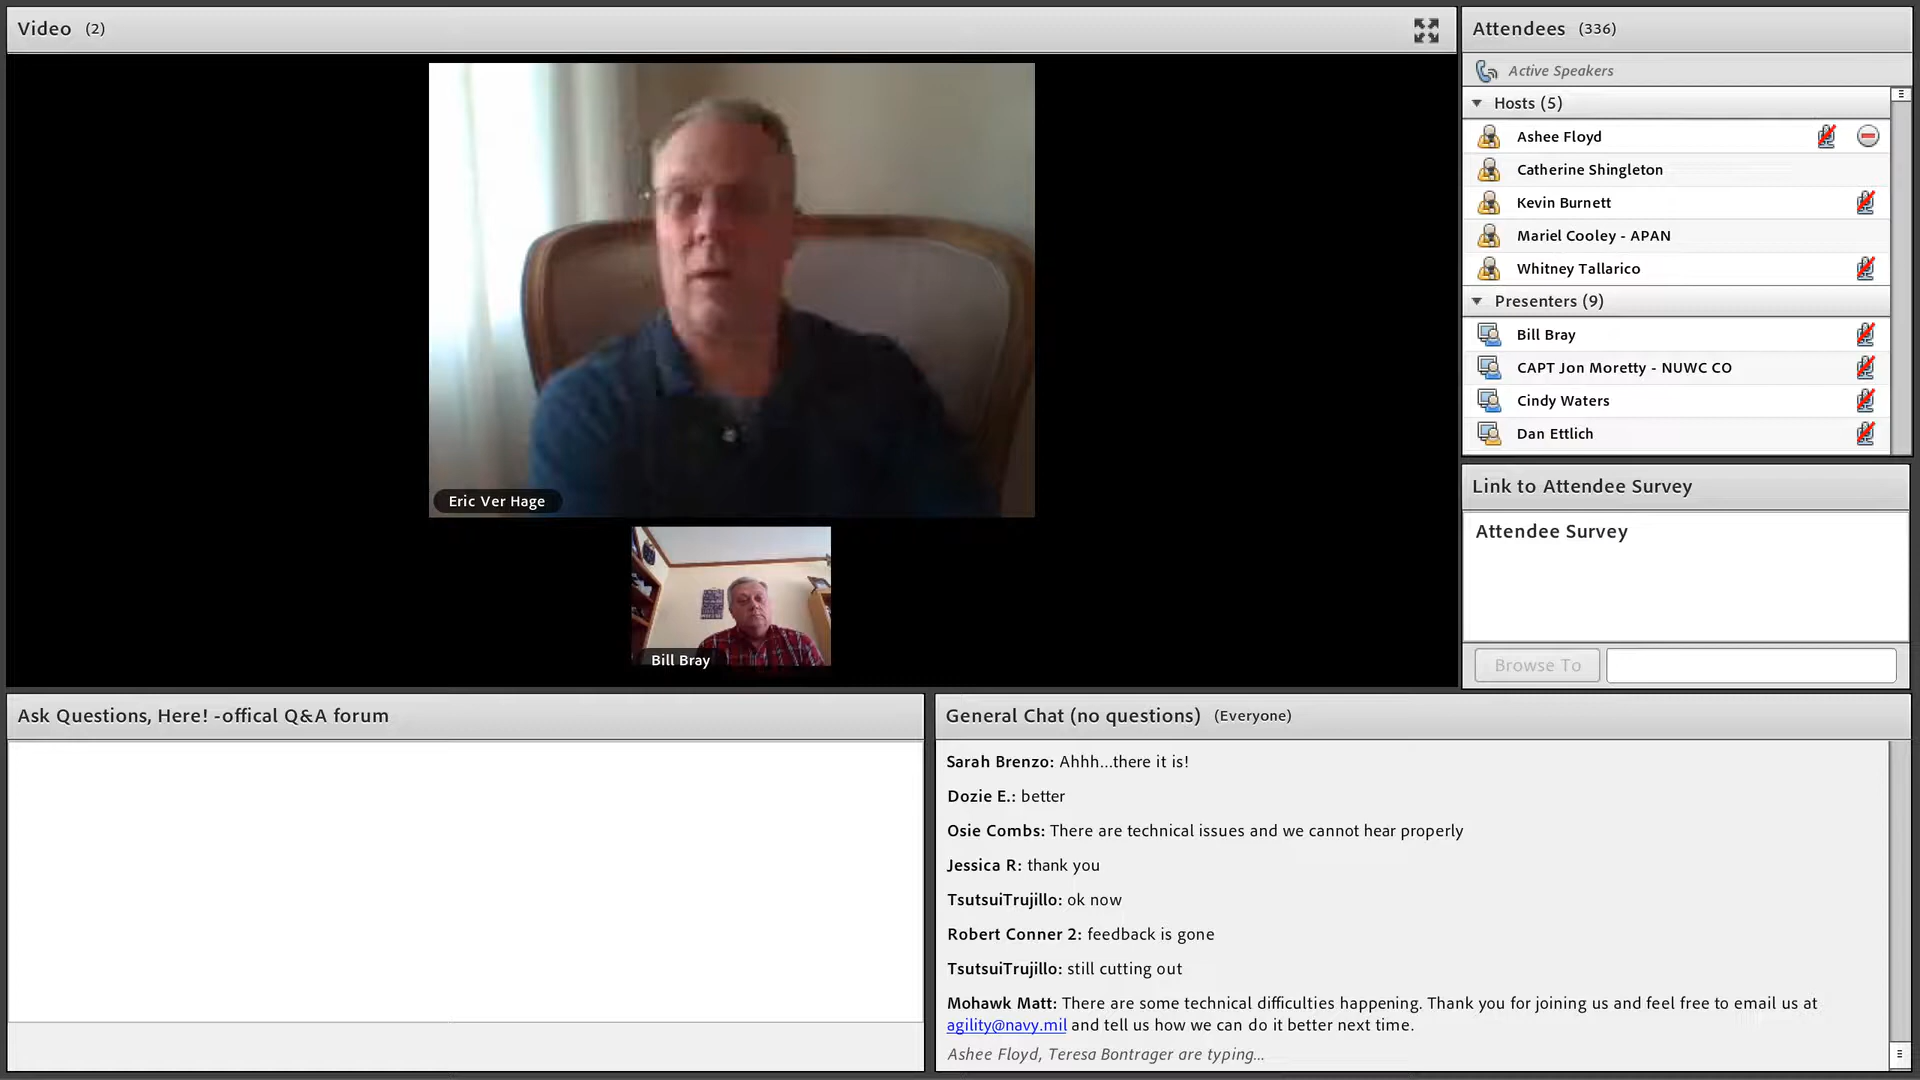 Video (2)
Eric Ver Hage
Bill Bray
Attendees (336)
Active Speakers
Hosts (5)
Ashee Floyd
Catherine Shingleton
Kevin Burnett
Mariel Cooley - APAN
Whitney Tallarico
Presenters (9)
Bill Bray
CAPT Jon Moretty - NUWC CO
Cindy Waters
Dan Ettlich
Link to Attendee Survey
Attendee Survey
Browse To
Ask Questions, Here! -offical Q&A forum
General Chat (no questions) (Everyone)
Sarah Brenzo: Ahhh...there it is!
Dozie E.: better
Osie Combs: There are technical issues and we cannot hear properly
Jessica R: thank you
TsutsuiTrujillo: ok now
Robert Conner 2: feedback is gone
TsutsuiTrujillo: still cutting out
Mohawk Matt: There are some technical difficulties happening. Thank you for joining us and feel free to email us at
agility@navy.mil and tell us how we can do it better next time.
Ashee Floyd, Teresa Bontrager are typing...